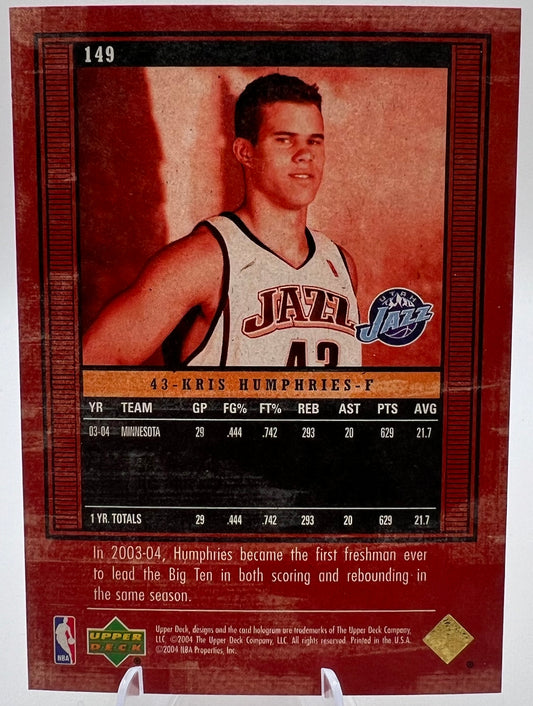 149
JAZZ
43
UTAH
JAZZ
43-KRIS HUMPHRIES-F
YR TEAM GP FG% FT% REB AST PTS AVG
03-04 MINNESOTA 29 .444 .742 293 20 629 21.7
1 YR. TOTALS 29 .444 .742 293 20 629 21.7
In 2003-04, Humphries became the first freshman ever
to lead the Big Ten in both scoring and rebounding in
the same season.
Upper Deck, designs and the card hologram are trademarks of The Upper Deck Company,
LLC. ©2004 The Upper Deck Company, LLC. All rights reserved. Printed in the U.S.A.
©2004 NBA Properties, Inc.
NBA
UPPER
DECK